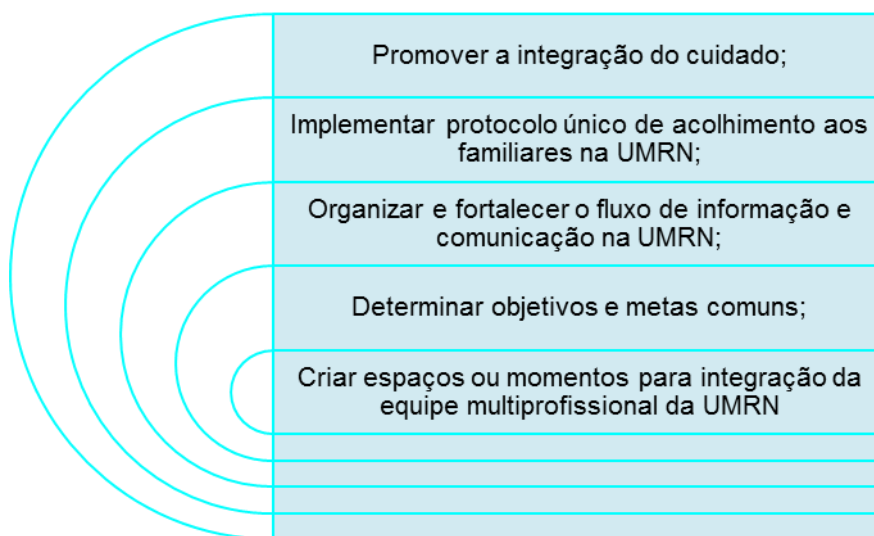 Promover a integração do cuidado;
Implementar protocolo único de acolhimento aos
familiares na UMRN;
Organizar e fortalecer o fluxo de informação e
comunicação na UMRN;
Determinar objetivos e metas comuns;
Criar espaços ou momentos para integração da
equipe multiprofissional da UMRN